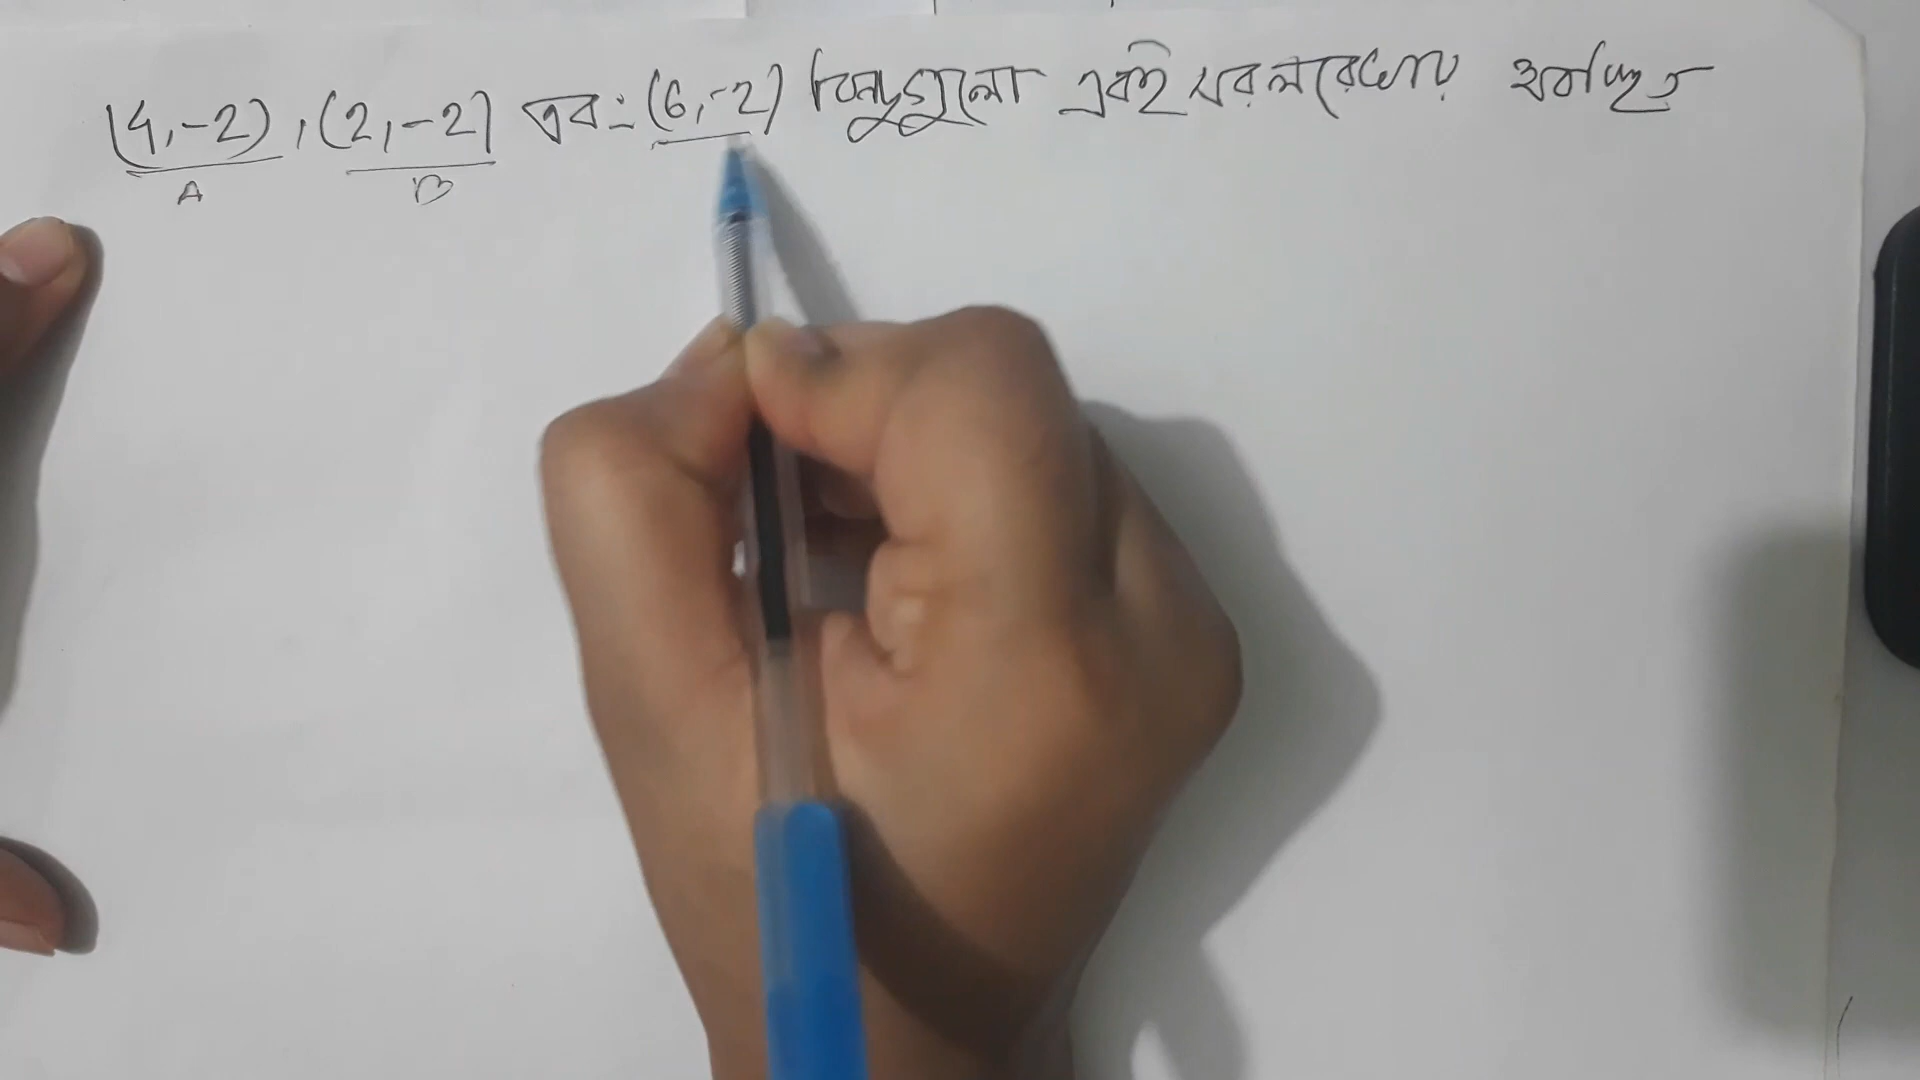 (4,-2), (2,-2) এবং (6,-2) বিন্দুগুলো একই সরলরেখায় অবস্থিত
A B